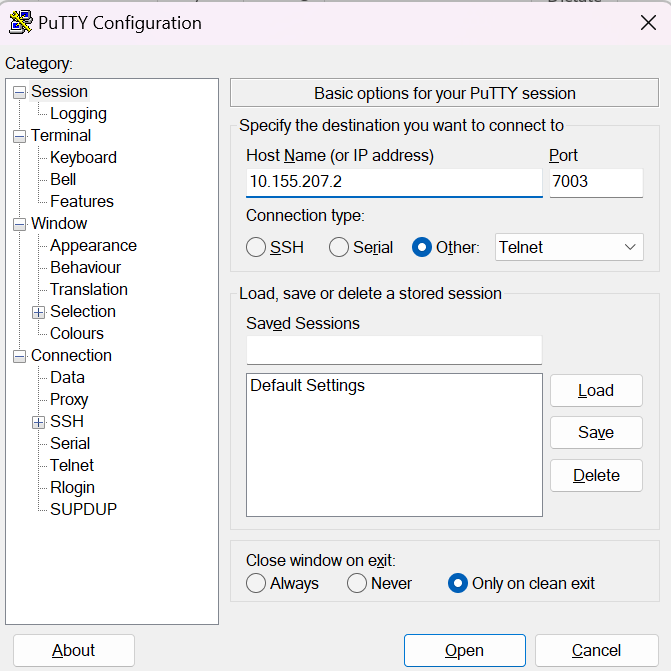 PuTTY Configuration
Category:
Session
Logging
Terminal
Keyboard
Bell
Features
Window
Appearance
Behaviour
Translation
Selection
Colours
Connection
Data
Proxy
SSH
Serial
Telnet
Rlogin
SUPDUP
Basic options for your PuTTY session
Specify the destination you want to connect to
Host Name (or IP address) Port
10.155.207.2 7003
Connection type:
SSH Serial Other: Telnet
Load, save or delete a stored session
Saved Sessions
Default Settings
Load
Save
Delete
Close window on exit:
Always Never Only on clean exit
About Open Cancel